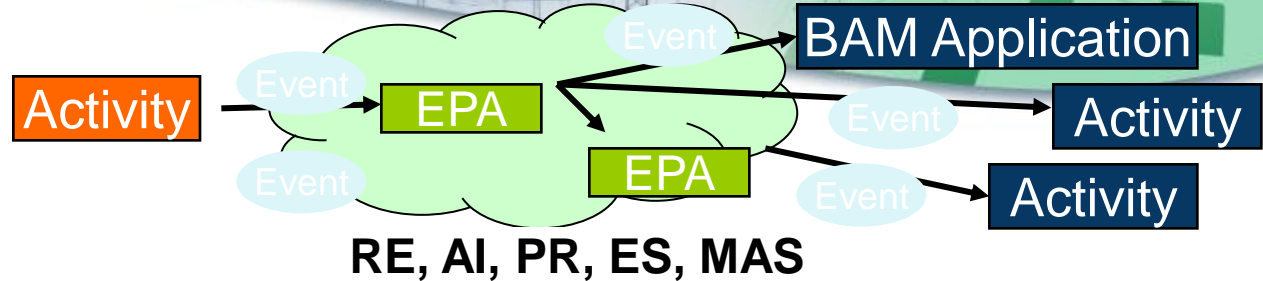 Event
BAM Application
Event
Activity
EPA
Event
Activity
Event
EPA
Event
Activity
RE, AI, PR, ES, MAS